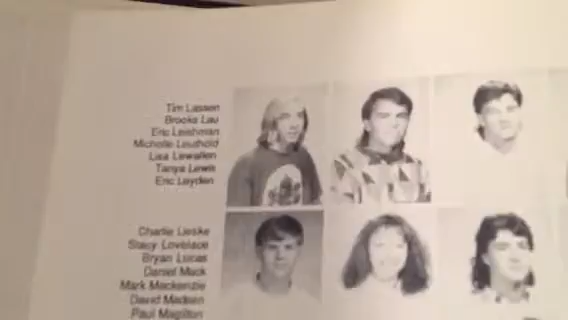 Tim Lassen
Brooke Lau
Eric Leishman
Michelle Leuthold
Lisa Lewallen
Tanya Lewis
Eric Leyden
Charlie Lieske
Stacy Lovelace
Bryan Lucas
Daniel Mack
Mark Mackenzie
David Madsen
Paul Magilton